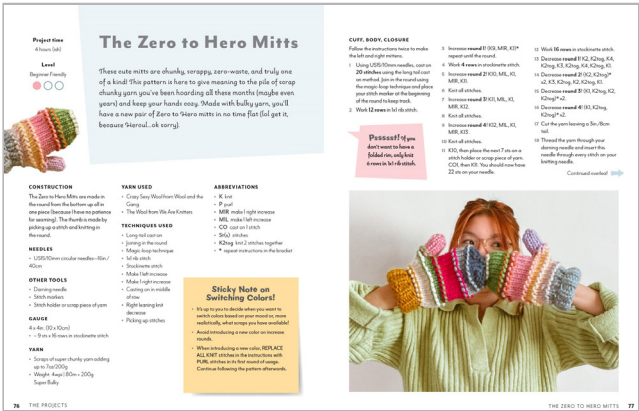 Project time
4 hours (ish)
Level
Beginner Friendly
The Zero to Hero Mitts
These cute mitts are chunky, scrappy, zero-waste, and truly one
of a kind! This pattern is here to give meaning to the pile of scrap
chunky yarn you've been hoarding all these months (maybe even
years) and keep your hands cozy. Made with bulky yarn, you'll
have a new pair of Zero to Hero mitts in no time flat (lol get it,
because 'Heroul...ok sorry).
CONSTRUCTION
The Zero to Hero Mitts are made in
the round from the bottom up all in
one piece (because I have no patience
for seaming). The thumb is made by
picking up a stitch and knitting in
the round.
NEEDLES
• US15/10mm circular needles—16in /
40cm
OTHER TOOLS
• Darning needle
• Stitch markers
• Stitch holder or scrap piece of yarn
GAUGE
4 x 4in. (10 x 10cm)
• = 9 sts x 16 rows in stockinette stitch
YARN
• Scraps of super chunky yarn adding
up to 7oz/200g
• Weight: 80m = 200g
Super Bulky
YARN USED
• Crazy Sexy Wool from Wool and the
Gang
• The Wool from We Are Knitters
TECHNIQUES USED
• Long-tail cast on
• Joining in the round
• Magic-loop technique
• 1x1 rib stitch
• Stockinette stitch
• Make 1 left increase
• Make 1 right increase
• Casting on in middle
of row
• Right leaning knit
decrease
• Picking up stitches
ABBREVIATIONS
• K knit
• P purl
• M1R make 1 right increase
• M1L make 1 left increase
• CO cast on 1 stitch
• St(s) stitches
• K2tog knit 2 stitches together
• * repeat instructions in the bracket
Sticky Note on
Switching Colors!
• It's up to you to decide when you want to
switch colors based on your mood or, more
realistically, what scraps you have available!
• Avoid introducing a new color on increase
rounds.
• When introducing a new color, REPLACE
ALL KNIT stitches in the instructions with
PURL stitches in its first round of usage.
Continue following the pattern afterwards.
76 THE PROJECTS
CUFF, BODY, CLOSURE
Follow the instructions twice to make
the left and right mittens.
1 Using US15/10mm needles, cast on
20 stitches using the long tail cast
on method. Join in the round using
the magic-loop technique and place
your stitch marker at the beginning
of the round to keep track.
2 Work 12 rows in 1x1 rib stitch.
Psssst! If you
don't want to have a
folded rim, only knit
6 rows in 1x1 rib stitch.
3 Increase round 1! (K9, M1R, K1)*
repeat until the round.
4 Work 4 rows in stockinette stitch.
5 Increase round 2! K10, M1L, K1,
M1R, K11.
6 Knit all stitches.
7 Increase round 3! K11, M1L, K1,
M1R, K12.
8 Knit all stitches.
9 Increase round 4! K12, M1L, K1,
M1R, K13.
10 Knit all stitches.
11 K10, then place the next 7sts on a
stitch holder or scrap piece of yarn.
CO1, then K11. You should now have
22 sts on your needle.
12 Work 16 rows in stockinette stitch.
13 Decrease round 1! K2, K2tog, K4,
K2tog, K3, K2tog, K4, K2tog, K1.
14 Decrease round 2! (K2, K2tog)*
x2, K3, K2tog, K2, K2tog, K1.
15 Decrease round 3! (K1, K2tog, K2,
K2tog)* x2.
16 Decrease round 4! (K1, K2tog,
K2tog)* x2.
17 Cut the yarn leaving a 3in./8cm
tail.
18 Thread the yarn through your
darning needle and insert this
needle through every stitch on your
knitting needle.
Continued overleaf
THE ZERO TO HERO MITTS 77